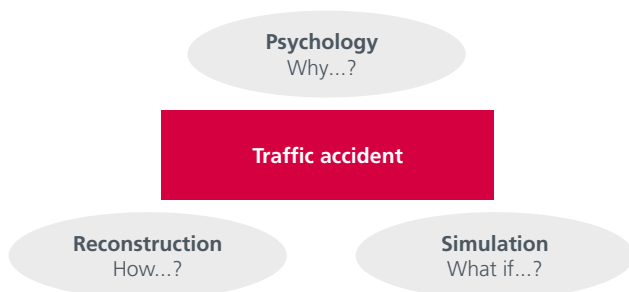 Psychology
Why...?
Traffic accident
Reconstruction
How...?
Simulation
What if...?